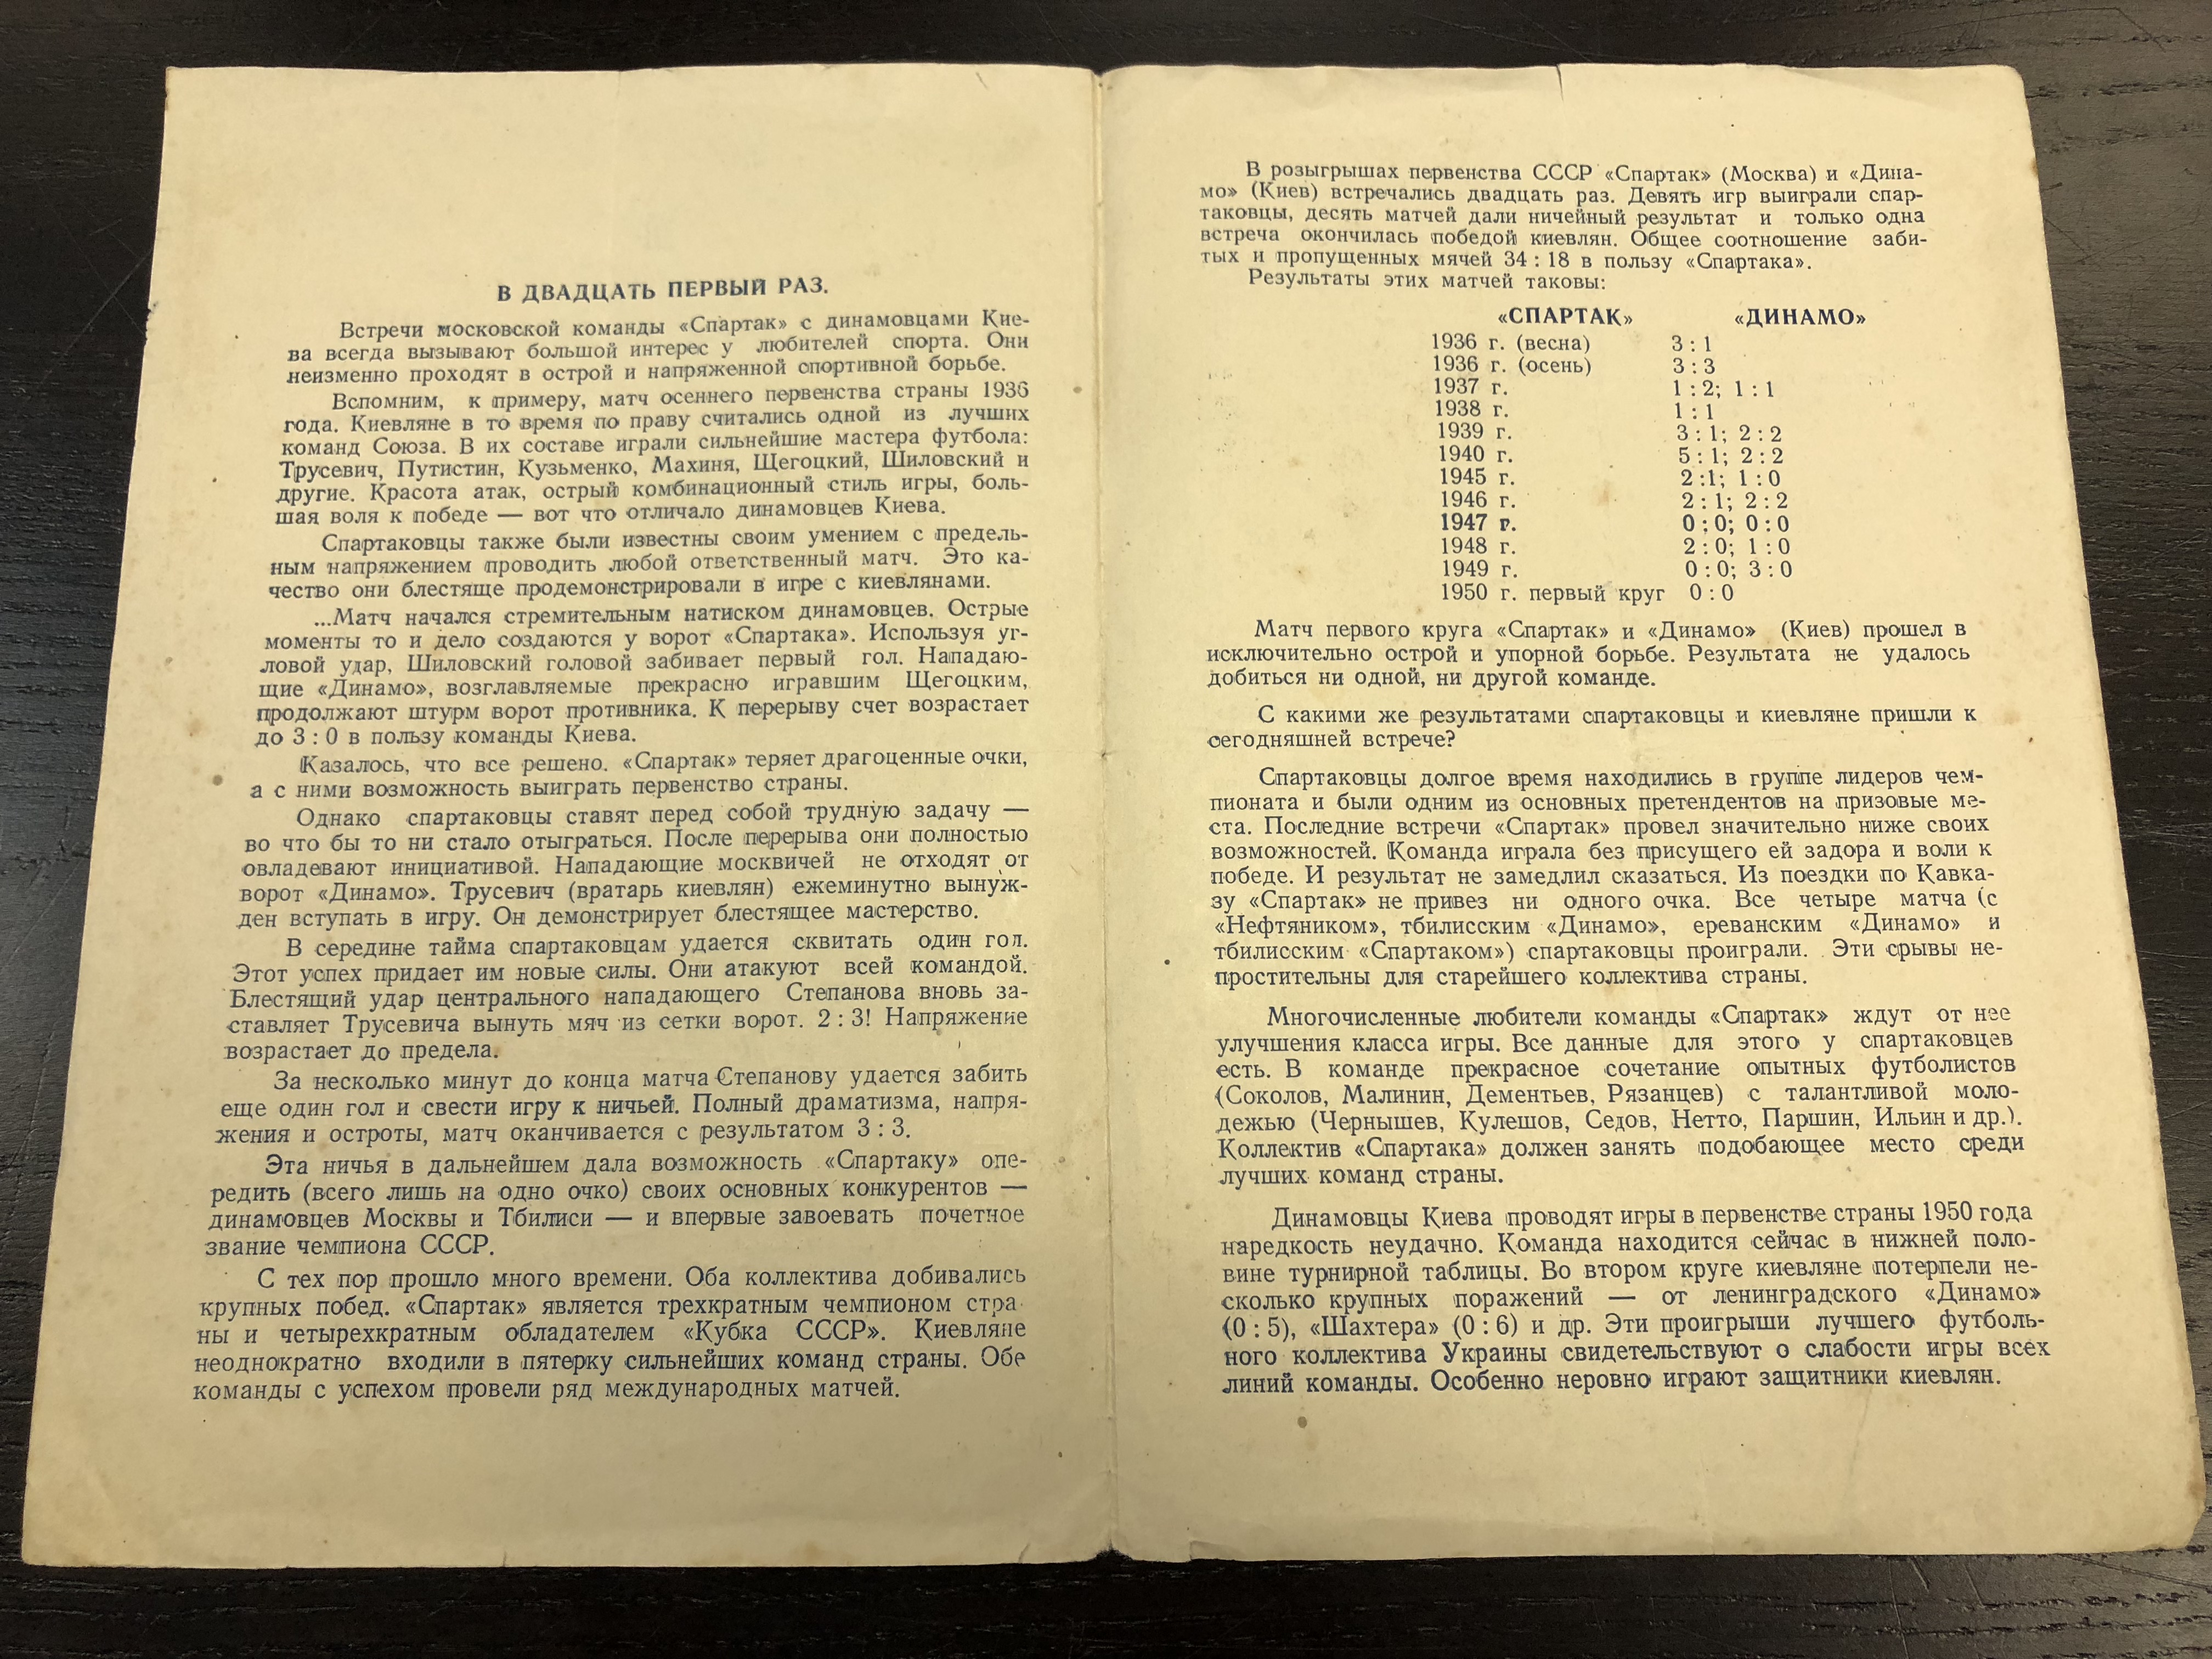 В ДВАДЦАТЬ ПЕРВЫЙ РАЗ.
Встречи московской команды «Спартак» с динамовцами Кие-
ва всегда вызывают большой интерес у любителей спорта. Они
неизменно проходят в острой и напряженной спортивной борьбе.
Вспомним, к примеру, матч осеннего первенства страны 1936
года. Киевляне в то время по праву считались одной из лучших
команд Союза. В их составе играли сильнейшие мастера футбола:
Трусевич, Путистин, Кузьменко, Махиня, Щегоцкий, Шиловский и
другие. Красота атак, острый комбинационный стиль игры, боль-
шая воля к победе — вот что отличало динамовцев Киева.
Спартаковцы также были известны своим умением с предель-
ным напряжением проводить любой ответственный матч. Это ка-
чество они блестяще продемонстрировали в игре с киевлянами.
...Матч начался стремительным натиском динамовцев. Острые
моменты то и дело создаются у ворот «Спартака». Используя уг-
ловой удар, Шиловский головой забивает первый гол. Нападаю-
щие «Динамо», возглавляемые прекрасно игравшим Щегоцким,
продолжают штурм ворот противника. К перерыву счет возрастает
до 3 : 0 в пользу команды Киева.
Казалось, что все решено. «Спартак» теряет драгоценные очки,
а с ними возможность выиграть первенство страны.
Однако спартаковцы ставят перед собой трудную задачу —
во что бы то ни стало отыграться. После перерыва они полностью
овладевают инициативой. Нападающие москвичей не отходят от
ворот «Динамо». Трусевич (вратарь киевлян) ежеминутно вынуж-
ден вступать в игру. Он демонстрирует блестящее мастерство.
В середине тайма спартаковцам удается сквитать один гол.
Этот успех придает им новые силы. Они атакуют всей командой.
Блестящий удар центрального нападающего Степанова вновь за-
ставляет Трусевича вынуть мяч из сетки ворот. 2 : 3! Напряжение
возрастает до предела.
За несколько минут до конца матча Степанову удается забить
еще один гол и свести игру к ничьей. Полный драматизма, напря-
жения и остроты, матч оканчивается с результатом 3 : 3.
Эта ничья в дальнейшем дала возможность «Спартаку» опе-
редить (всего лишь на одно очко) своих основных конкурентов —
динамовцев Москвы и Тбилиси — и впервые завоевать почетное
звание чемпиона СССР.
С тех пор прошло много времени. Оба коллектива добивались
крупных побед. «Спартак» является трехкратным чемпионом стра-
ны и четырехкратным обладателем «Кубка СССР». Киевляне
неоднократно входили в пятерку сильнейших команд страны. Обе
команды с успехом провели ряд международных матчей.
В розыгрышах первенства СССР «Спартак» (Москва) и «Дина-
мо» (Киев) встречались двадцать раз. Девять игр выиграли спар-
таковцы, десять матчей дали ничейный результат и только одна
встреча окончилась победой киевлян. Общее соотношение заби-
тых и пропущенных мячей 34 : 18 в пользу «Спартака».
Результаты этих матчей таковы:
«СПАРТАК» «ДИНАМО»
1936 г. (весна) 3 : 1
1936 г. (осень) 3 : 3
1937 г. 1 : 2; 1 : 1
1938 г. 1 : 1
1939 г. 3 : 1; 2 : 2
1940 г. 5 : 1; 2 : 2
1945 г. 2 :1; 1 : 0
1946 г. 2 : 1; 2 : 2
1947 г. 0 : 0; 0 : 0
1948 г. 2 : 0; 1 : 0
1949 г. 0 : 0; 3 : 0
1950 г. первый круг 0 : 0
Матч первого круга «Спартак» и «Динамо» (Киев) прошел в
исключительно острой и упорной борьбе. Результата не удалось
добиться ни одной, ни другой команде.
С какими же результатами спартаковцы и киевляне пришли к
сегодняшней встрече?
Спартаковцы долгое время находились в группе лидеров чем-
пионата и были одним из основных претендентов на призовые ме-
ста. Последние встречи «Спартак» провел значительно ниже своих
возможностей. Команда играла без присущего ей задора и воли к
победе. И результат не замедлил сказаться. Из поездки по Кавка-
зу «Спартак» не привез ни одного очка. Все четыре матча (с
«Нефтяником», тбилисским «Динамо», ереванским «Динамо» и
тбилисским «Спартаком») спартаковцы проиграли. Эти срывы не-
простительны для старейшего коллектива страны.
Многочисленные любители команды «Спартак» ждут от нее
улучшения класса игры. Все данные для этого у спартаковцев
есть. В команде прекрасное сочетание опытных футболистов
(Соколов, Малинин, Дементьев, Рязанцев) с талантливой моло-
дежью (Чернышев, Кулешов, Седов, Нетто, Паршин, Ильин и др.).
Коллектив «Спартака» должен занять подобающее место среди
лучших команд страны.
Динамовцы Киева проводят игры в первенстве страны 1950 года
наредкость неудачно. Команда находится сейчас в нижней поло-
вине турнирной таблицы. Во втором круге киевляне потерпели не-
сколько крупных поражений — от ленинградского «Динамо»
(0 : 5), «Шахтера» (0 : 6) и др. Эти проигрыши лучшего футболь-
ного коллектива Украины свидетельствуют о слабости игры всех
линий команды. Особенно неровно играют защитники киевлян.